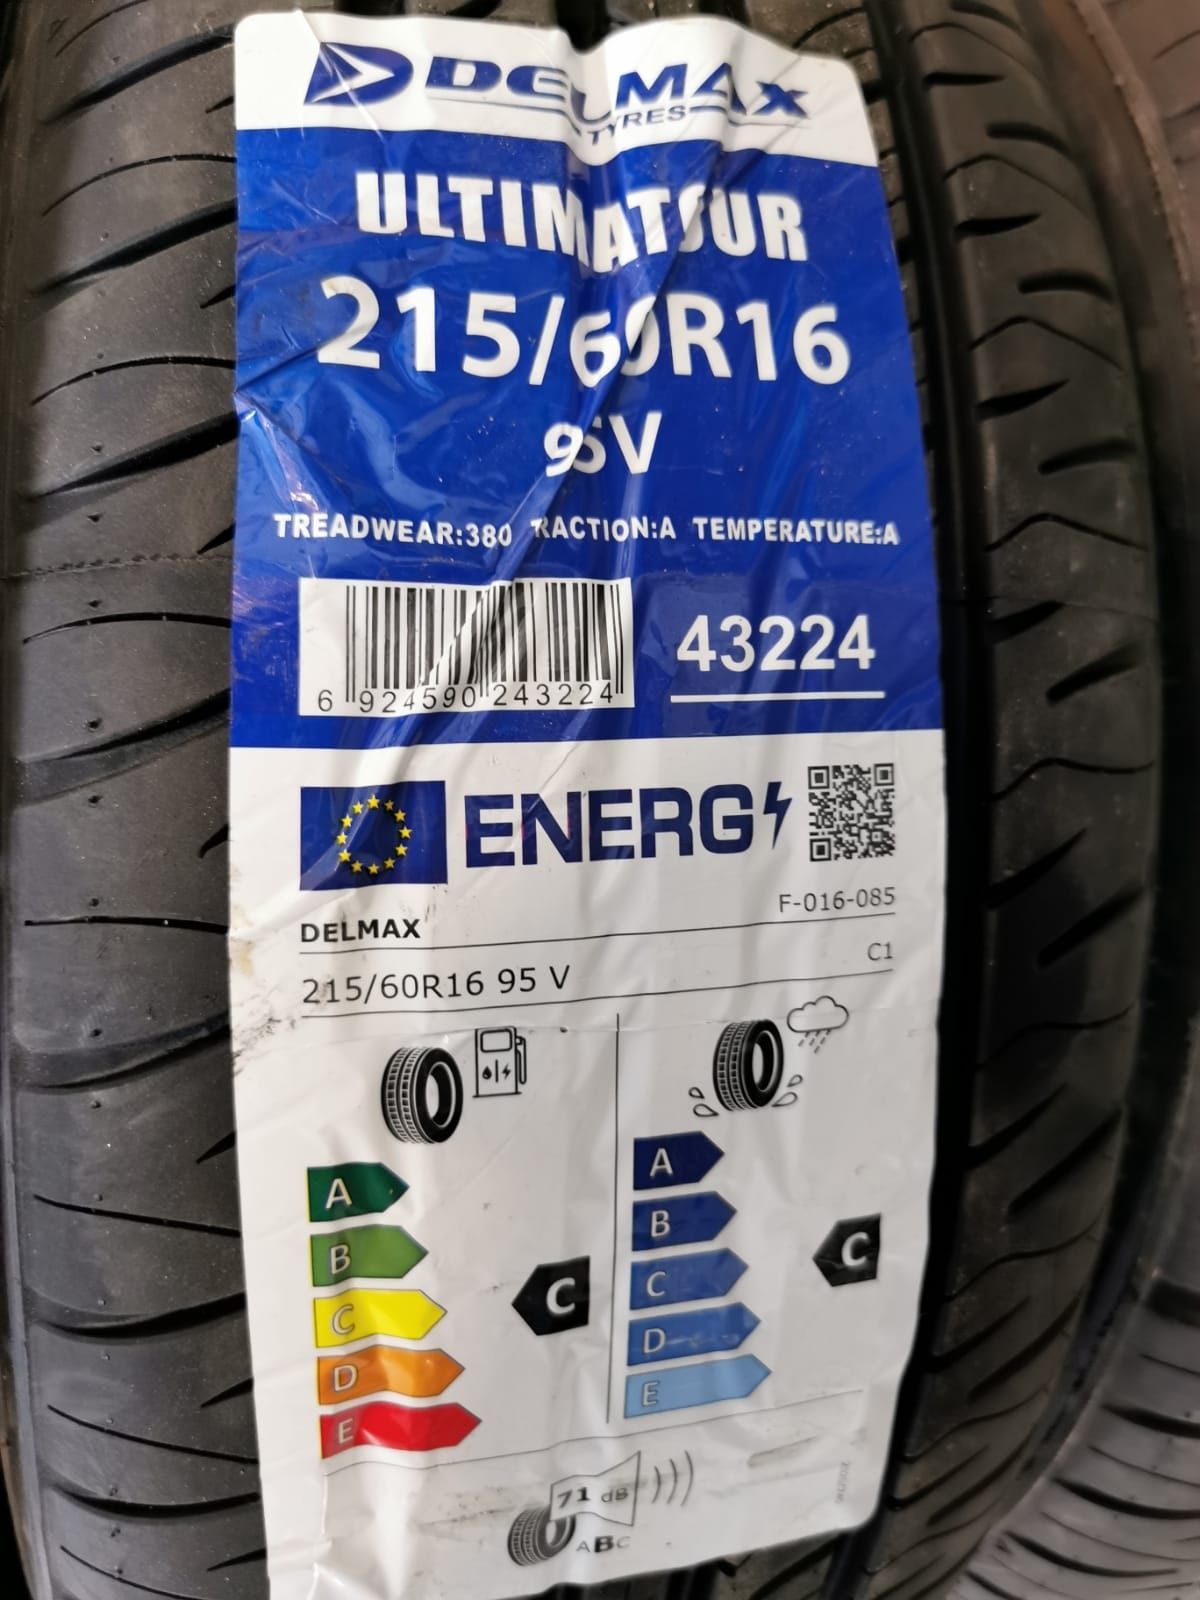 DELMAX
TYRES
ULTIMATOUR
215/60R16
95V
TREADWEAR:380 TRACTION:A TEMPERATURE:A
6 924590 243224
43224
ENERG
DELMAX F-016-085
215/60R16 95 V C1
A A
B B
C C C C
D D
E E
71 dB
ABC